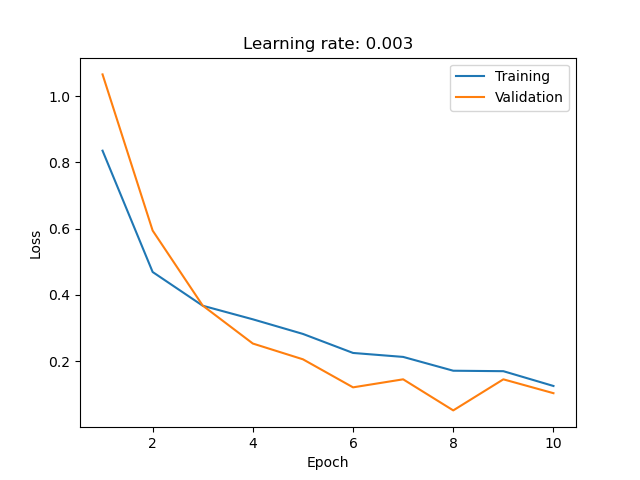 Learning rate: 0.003
Training
Validation
1.0
0.8
0.6
0.4
0.2
Loss
2 4 6 8 10
Epoch